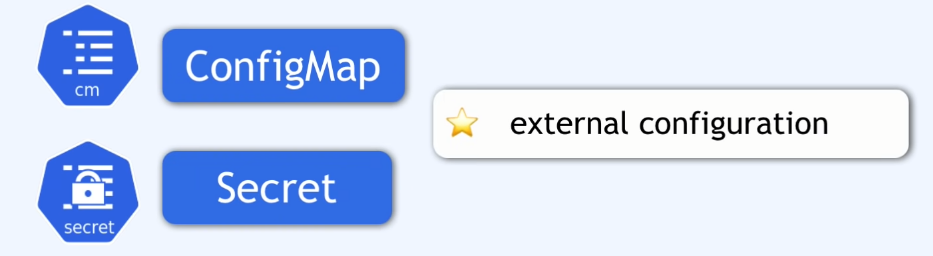 cm
ConfigMap
external configuration
secret
Secret